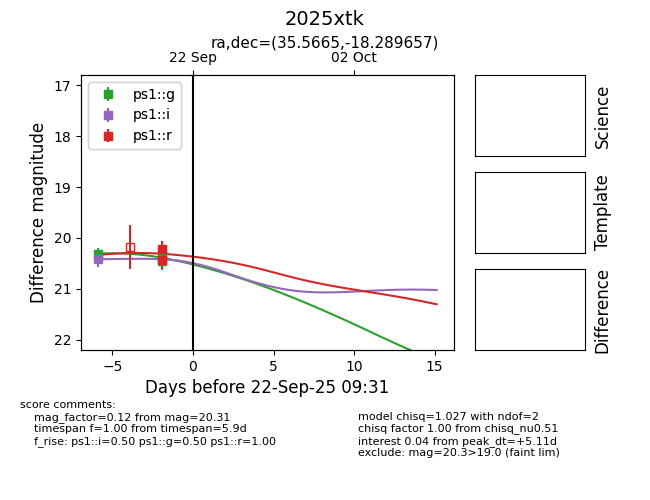 2025xtk
ra,dec=(35.5665,-18.289657)
22 Sep
02 Oct
17
18
19
20
21
22
Difference magnitude
ps1::g
ps1::i
ps1::r
−5
0
5
10
15
Days before 22-Sep-25 09:31
Science
Template
Difference
score comments:
mag_factor=0.12 from mag=20.31
timespan f=1.00 from timespan=5.9d
f_rise: ps1::i=0.50 ps1::g=0.50 ps1::r=1.00
model chisq=1.027 with ndof=2
chisq factor 1.00 from chisq_nu0.51
interest 0.04 from peak_dt=+5.11d
exclude: mag=20.3>19.0 (faint lim)